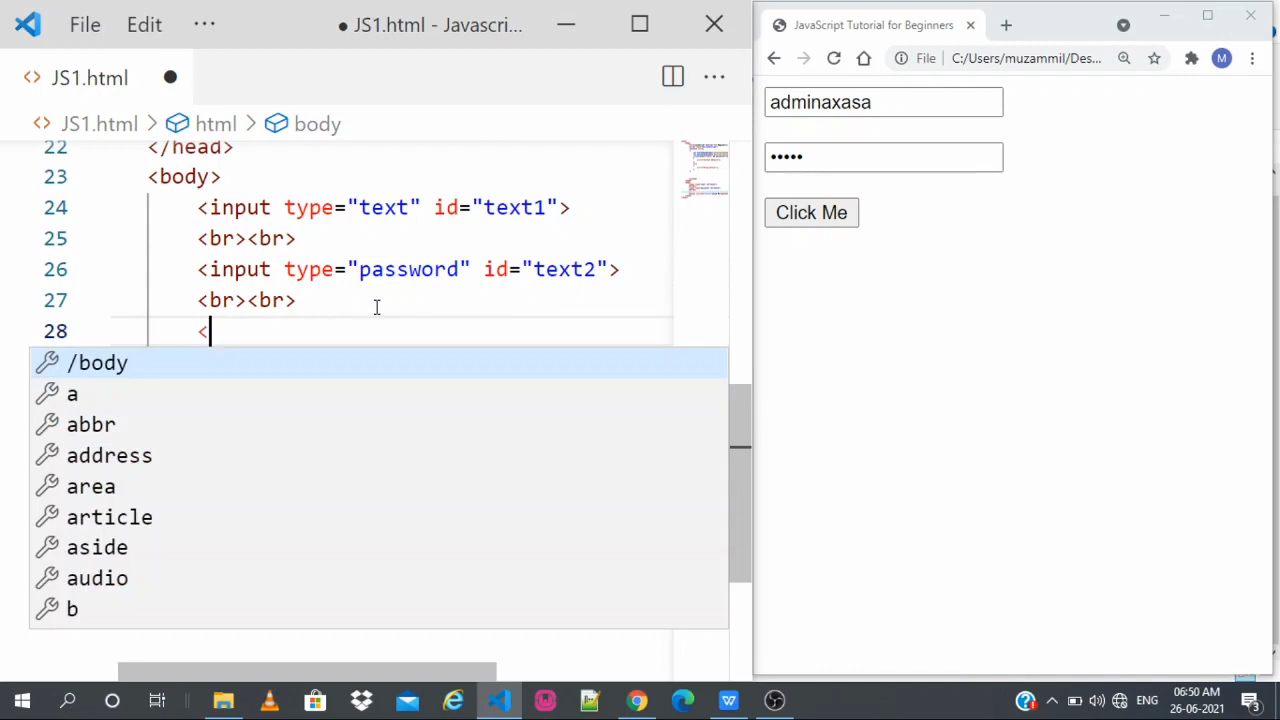 File Edit ··· ● JS1.html - Javascri...
JS1.html
JS1.html > html > body
22 </head>
23 <body>
24 <input type="text" id="text1">
25 <br><br>
26 <input type="password" id="text2">
27 <br><br>
28 <
/body
a
abbr
address
area
article
aside
audio
b
JavaScript Tutorial for Beginners
File C:/Users/muzammil/Des... M
adminaxasa
•••••
Click Me
ENG 06:50 AM
26-06-2021
3